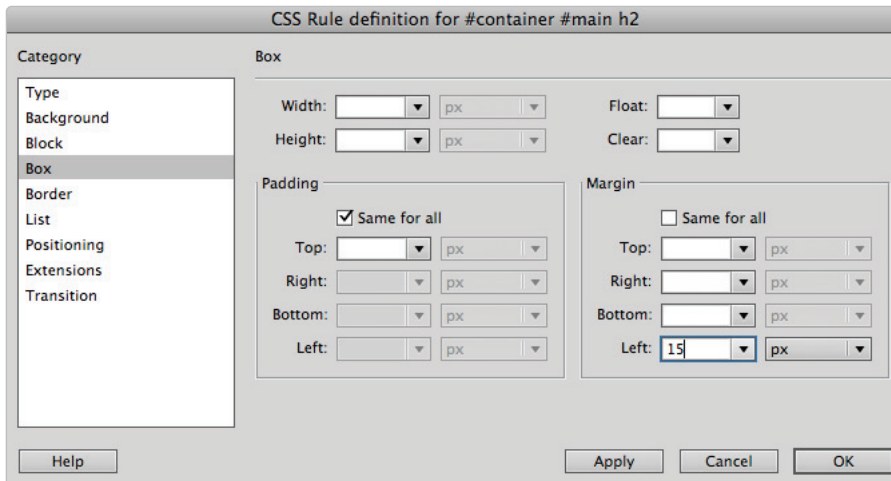 CSS Rule definition for #container #main h2
Category
Type
Background
Block
Box
Border
List
Positioning
Extensions
Transition
Box
Width: px Float:
Height: px Clear:
Padding
Same for all
Top: px
Right: px
Bottom: px
Left: px
Margin
Same for all
Top: px
Right: px
Bottom: px
Left: 15 px
Help Apply Cancel OK